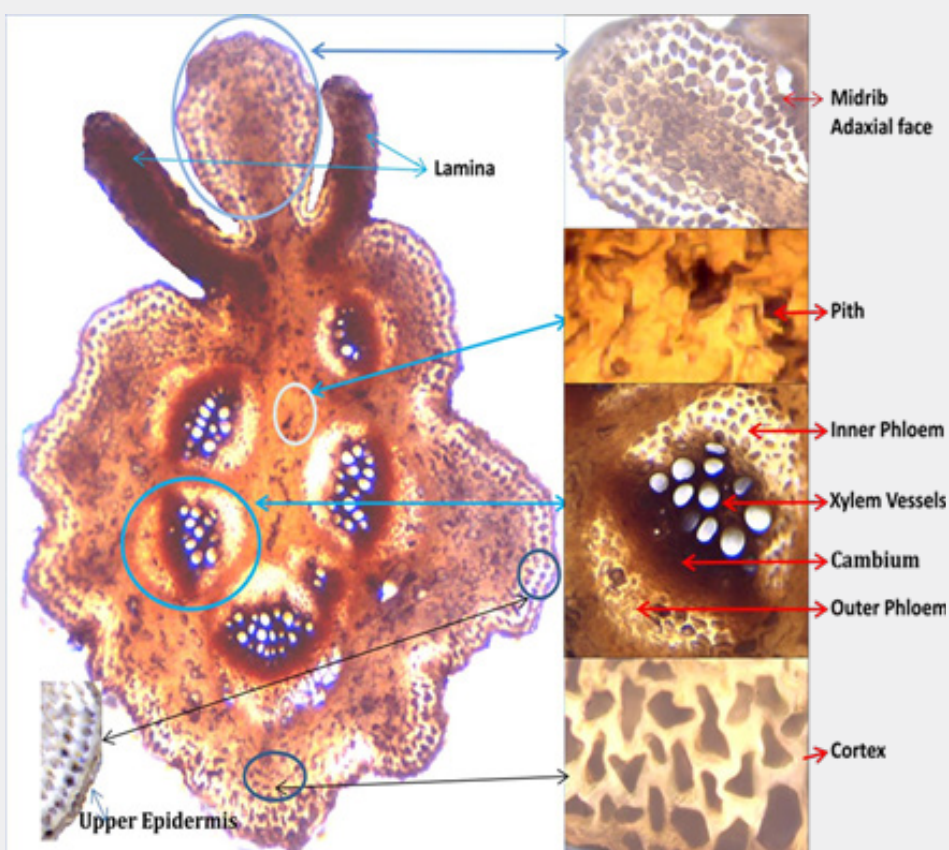 Midrib
Adaxial face
Lamina
Pith
Inner Phloem
Xylem Vessels
Cambium
Outer Phloem
Cortex
Upper Epidermis